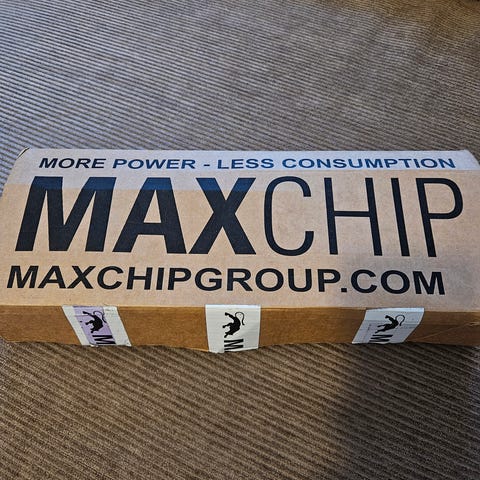 MORE POWER - LESS CONSUMPTION
MAXCHIP
MAXCHIPGROUP.COM